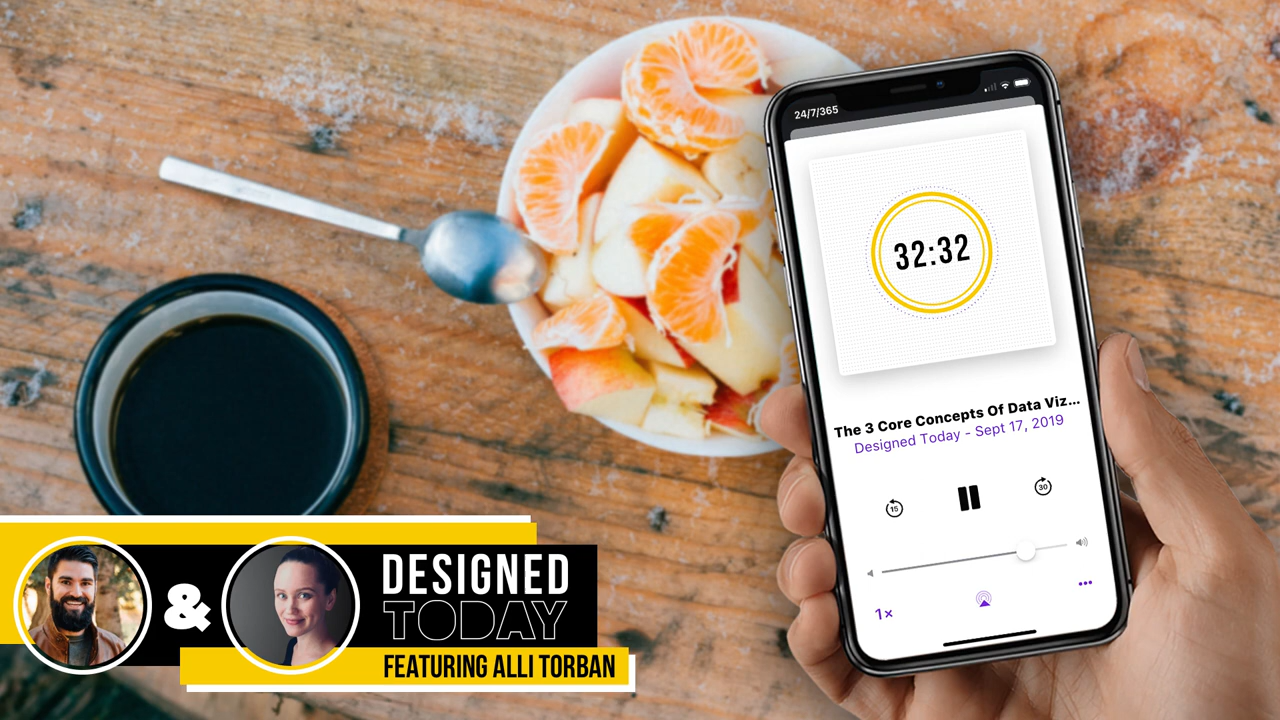 24/7/365
32:32
The 3 Core Concepts Of Data Viz...
Designed Today - Sept 17, 2019
15
30
1×
&
DESIGNED
TODAY
FEATURING ALLI TORBAN